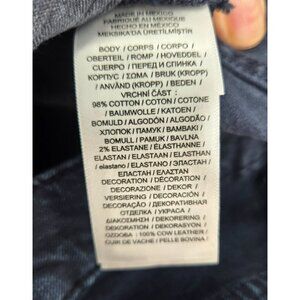 MADE IN MEXICO
FABRIQUÉ AU MEXIQUE
HECHO EN MÉXICO
MEKSIKA'DA ÜRETİLMİŞTİR
BODY / CORPS / CORPO /
OBERTEIL / ROMP / HOVEDDEL /
CUERPO / ПЕРЕД И СПИНКА /
КОРПУС / ΣΩΜΑ / BRUK (KROPP)
/ ANVÄND (KROPP) / BEDEN /
VRCHNÍ ČÁST :
98% COTTON / COTON / COTONE
/ BAUMWOLLE / KATOEN /
BOMULD / ALGODÓN / ALGODÃO /
ХЛОПОК / ПАМУК / BAMBAKI /
BOMULL / PAMUK / BAVLNA
2% ELASTANE / ÉLASTHANNE /
ELASTAN / ELASTAAN / ELASTHAN
/ elastano / ELASTANO / ЭЛАСТАН /
ЕЛАСТАН / ΕΛΑΣΤΑΝ
DECORATION / DÉCORATION /
DECORAZIONE / DEKOR /
VERSIERING / DECORACIÓN /
DECORAÇÃO / ДЕКОРАТИВНАЯ
ОТДЕЛКА / УКРАСА /
DIAKOSMHSH / DEKORERING /
DEKORATION / DEKORASYON /
OZDOBA : 100% COW LEATHER /
CUIR DE VACHE / PELLE BOVINA /